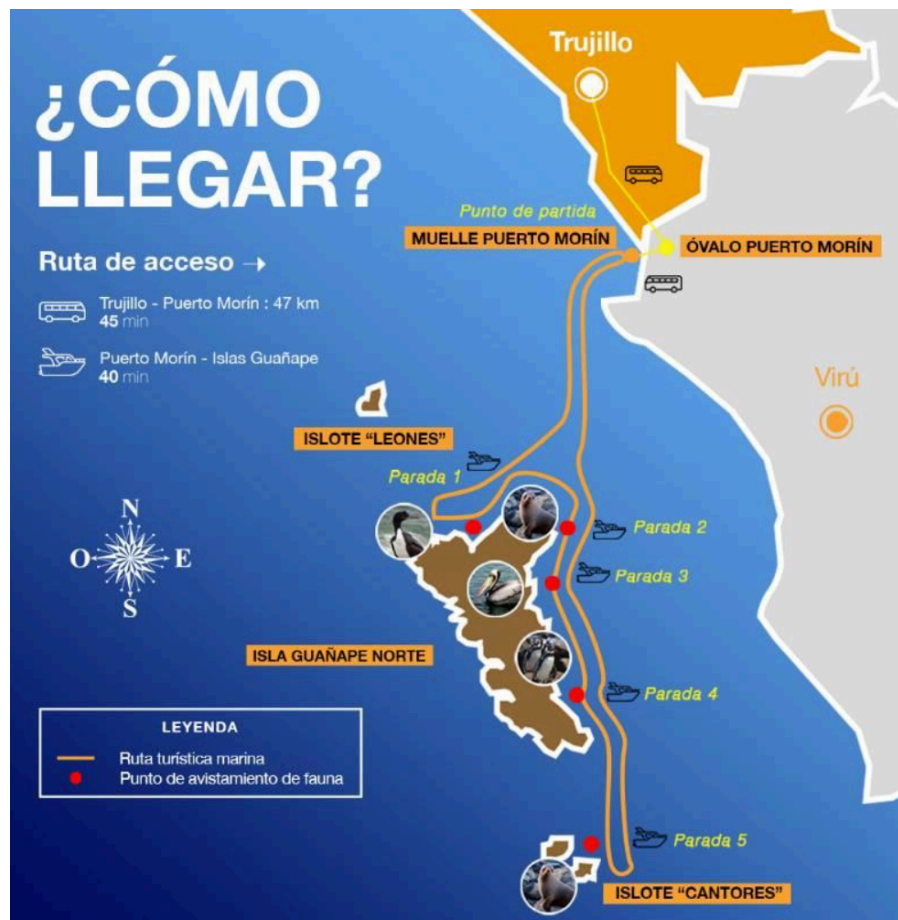 ¿CÓMO
LLEGAR?
Ruta de acceso →
Trujillo - Puerto Morín : 47 km
45 min
Puerto Morín - Islas Guañape
40 min
Trujillo
Punto de partida
MUELLE PUERTO MORÍN
ÓVALO PUERTO MORÍN
Virú
ISLOTE “LEONES”
Parada 1
Parada 2
Parada 3
N
O E
S
ISLA GUAÑAPE NORTE
Parada 4
LEYENDA
Ruta turística marina
Punto de avistamiento de fauna
Parada 5
ISLOTE “CANTORES”